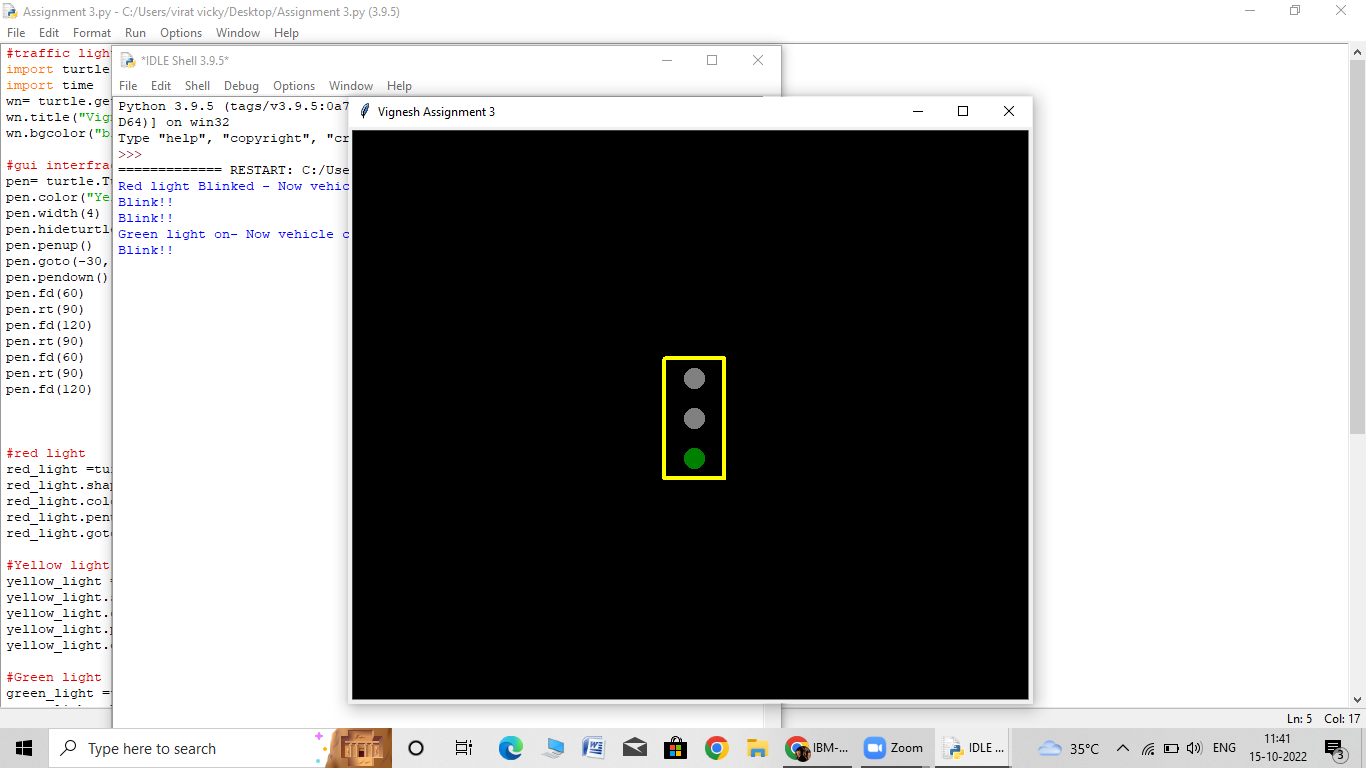 Assignment 3.py - C:/Users/virat vicky/Desktop/Assignment 3.py (3.9.5)
File Edit Format Run Options Window Help
#traffic light
import turtle
import time
wn= turtle.get
wn.title("Vig
wn.bgcolor("b
#gui interfra
pen= turtle.Tu
pen.color("Ye
pen.width(4)
pen.hideturtl
pen.penup()
pen.goto(-30,
pen.pendown()
pen.fd(60)
pen.rt(90)
pen.fd(120)
pen.rt(90)
pen.fd(60)
pen.rt(90)
pen.fd(120)
#red light
red_light =tu
red_light.sha
red_light.col
red_light.pen
red_light.got
#Yellow light
yellow_light =
yellow_light.
yellow_light.
yellow_light.p
yellow_light.
#Green light
green_light =
*IDLE Shell 3.9.5*
File Edit Shell Debug Options Window Help
Python 3.9.5 (tags/v3.9.5:0a7
D64)] on win32
Type "help", "copyright", "cr
>>>
============= RESTART: C:/Use
Red light Blinked - Now vehic
Blink!!
Blink!!
Green light on- Now vehicle c
Blink!!
Vignesh Assignment 3
Ln: 5 Col: 17
Type here to search
IBM-...
Zoom
IDLE ...
35°C
ENG
11:41
15-10-2022
3